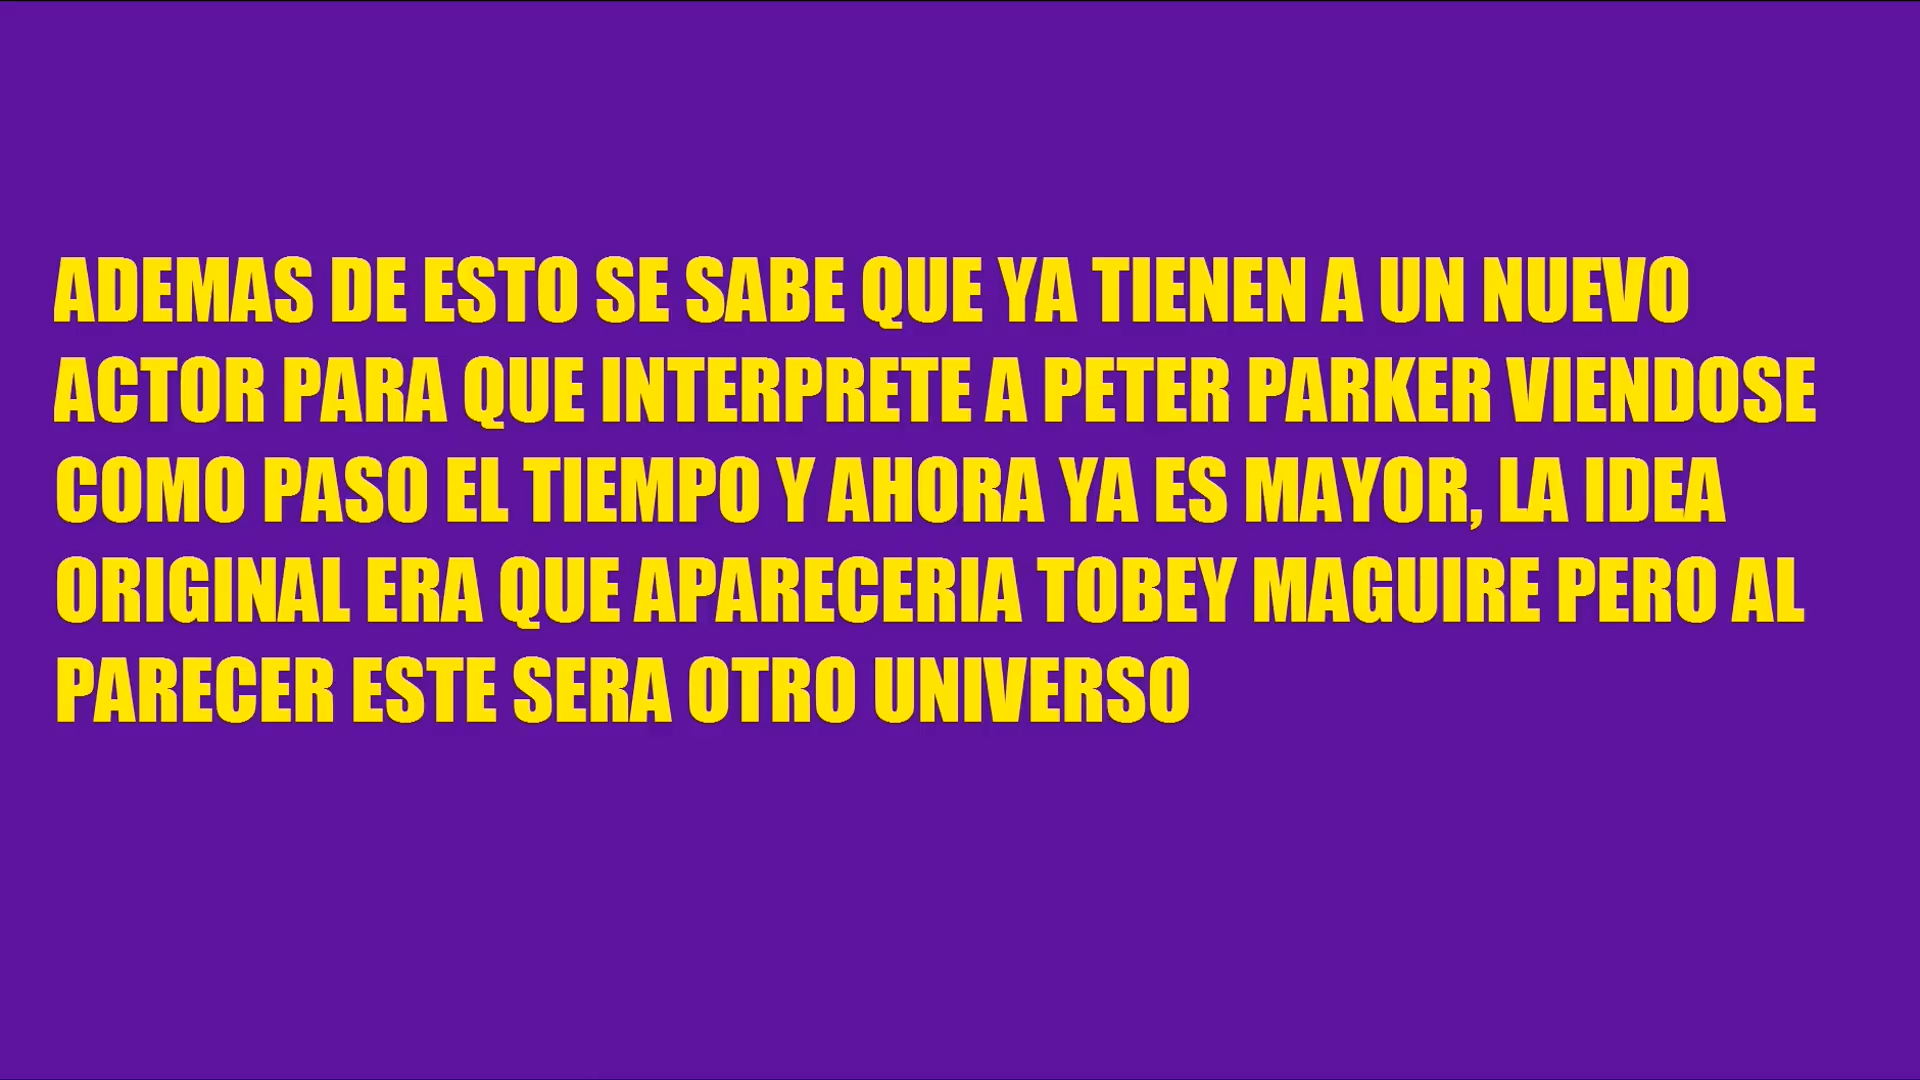 ADEMAS DE ESTO SE SABE QUE YA TIENEN A UN NUEVO
ACTOR PARA QUE INTERPRETE A PETER PARKER VIENDOSE
COMO PASO EL TIEMPO Y AHORA YA ES MAYOR, LA IDEA
ORIGINAL ERA QUE APARECERIA TOBEY MAGUIRE PERO AL
PARECER ESTE SERA OTRO UNIVERSO